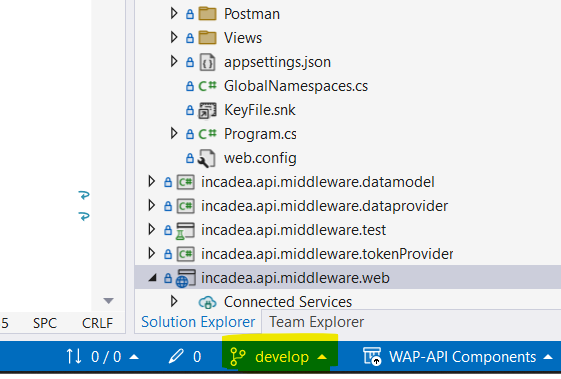 Postman
Views
appsettings.json
C# GlobalNamespaces.cs
KeyFile.snk
C# Program.cs
web.config
C# incadea.api.middleware.datamodel
C# incadea.api.middleware.dataprovider
incadea.api.middleware.test
C# incadea.api.middleware.tokenProvider
incadea.api.middleware.web
Connected Services
5 SPC CRLF
Solution Explorer Team Explorer
0 / 0 0 develop WAP-API Components